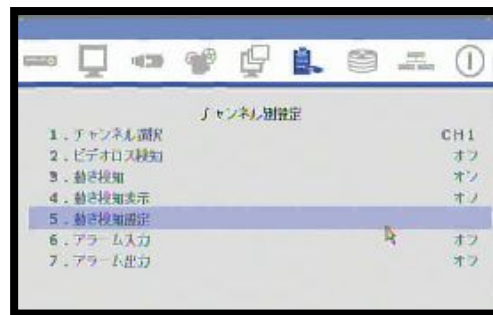 チャンネル別設定
1．チャンネル選択 CH1
2．ビデオロス検知 オフ
3．動き検知 オン
4．動き検知表示 オフ
5．動き検知設定
6．アラーム入力 オフ
7．アラーム出力 オフ